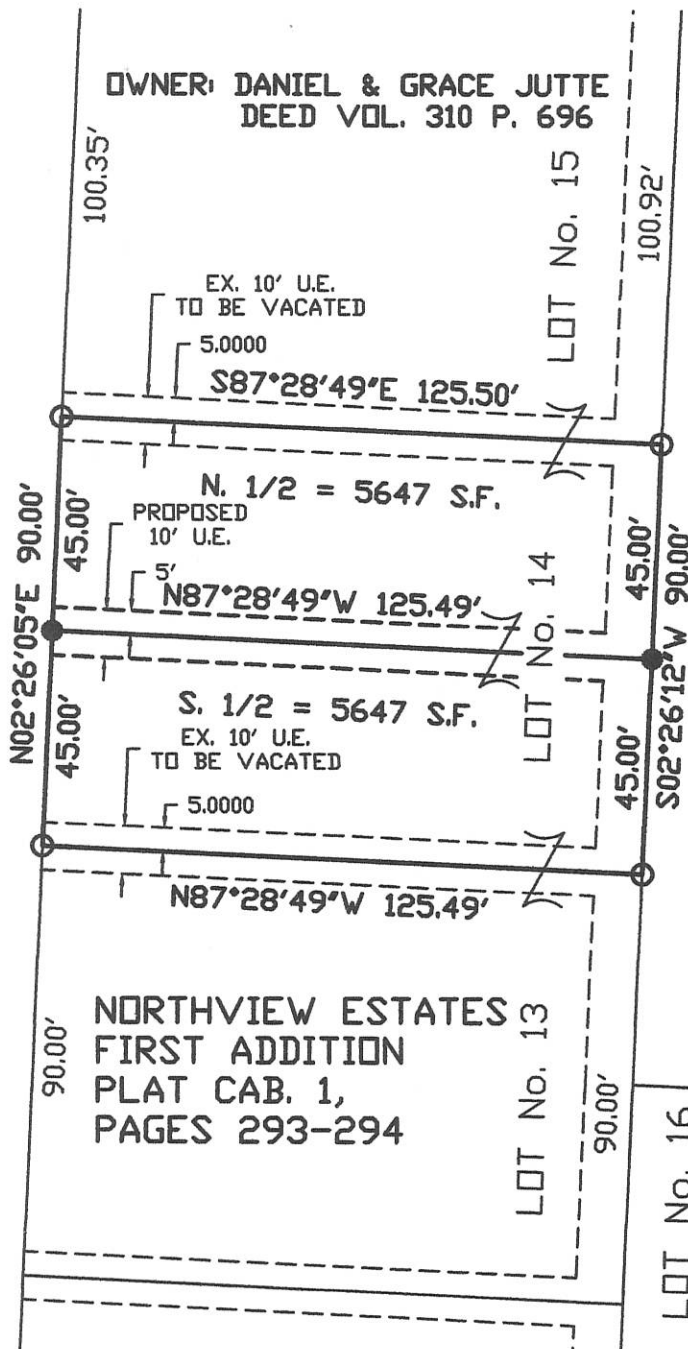 OWNER: DANIEL & GRACE JUTTE
DEED VOL. 310 P. 696
100.35'
LOT No. 15
100.92'
EX. 10' U.E.
TO BE VACATED
5.0000
S87°28'49"E 125.50'
N. 1/2 = 5647 S.F.
PROPOSED
10' U.E.
5'
N87°28'49"W 125.49'
N02°26'05"E 90.00'
45.00'
45.00'
LOT No. 14
45.00'
45.00'
S02°26'12"W 90.00'
S. 1/2 = 5647 S.F.
EX. 10' U.E.
TO BE VACATED
5.0000
N87°28'49"W 125.49'
90.00'
NORTHVIEW ESTATES
FIRST ADDITION
PLAT CAB. 1,
PAGES 293-294
LOT No. 13
90.00'
LOT No. 16